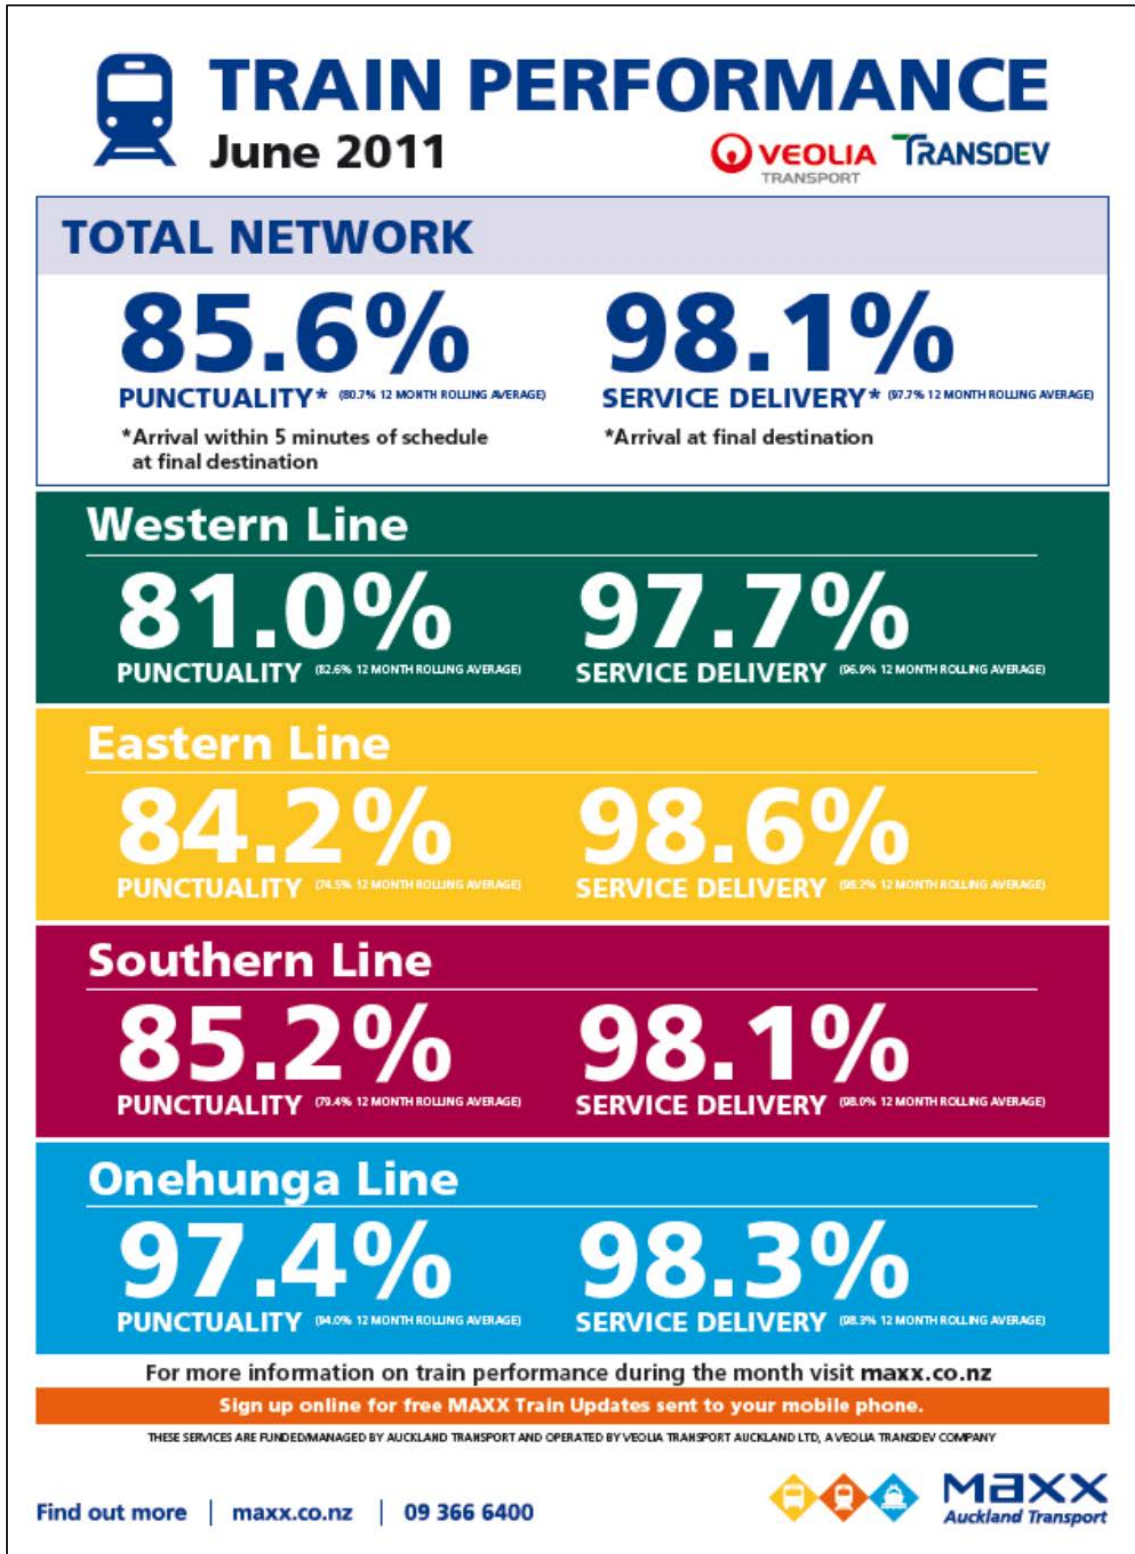 TRAIN PERFORMANCE
June 2011
VEOLIA
TRANSPORT
TRANSDEV
TOTAL NETWORK
85.6% 98.1%
PUNCTUALITY* (80.7% 12 MONTH ROLLING AVERAGE) SERVICE DELIVERY* (97.7% 12 MONTH ROLLING AVERAGE)
*Arrival within 5 minutes of schedule *Arrival at final destination
at final destination
Western Line
81.0% 97.7%
PUNCTUALITY (82.6% 12 MONTH ROLLING AVERAGE) SERVICE DELIVERY (96.9% 12 MONTH ROLLING AVERAGE)
Eastern Line
84.2% 98.6%
PUNCTUALITY (74.5% 12 MONTH ROLLING AVERAGE) SERVICE DELIVERY (98.2% 12 MONTH ROLLING AVERAGE)
Southern Line
85.2% 98.1%
PUNCTUALITY (79.4% 12 MONTH ROLLING AVERAGE) SERVICE DELIVERY (98.0% 12 MONTH ROLLING AVERAGE)
Onehunga Line
97.4% 98.3%
PUNCTUALITY (94.0% 12 MONTH ROLLING AVERAGE) SERVICE DELIVERY (98.3% 12 MONTH ROLLING AVERAGE)
For more information on train performance during the month visit maxx.co.nz
Sign up online for free MAXX Train Updates sent to your mobile phone.
THESE SERVICES ARE FUNDED/MANAGED BY AUCKLAND TRANSPORT AND OPERATED BY VEOLIA TRANSPORT AUCKLAND LTD, A VEOLIA TRANSDEV COMPANY
Find out more | maxx.co.nz | 09 366 6400
Maxx
Auckland Transport